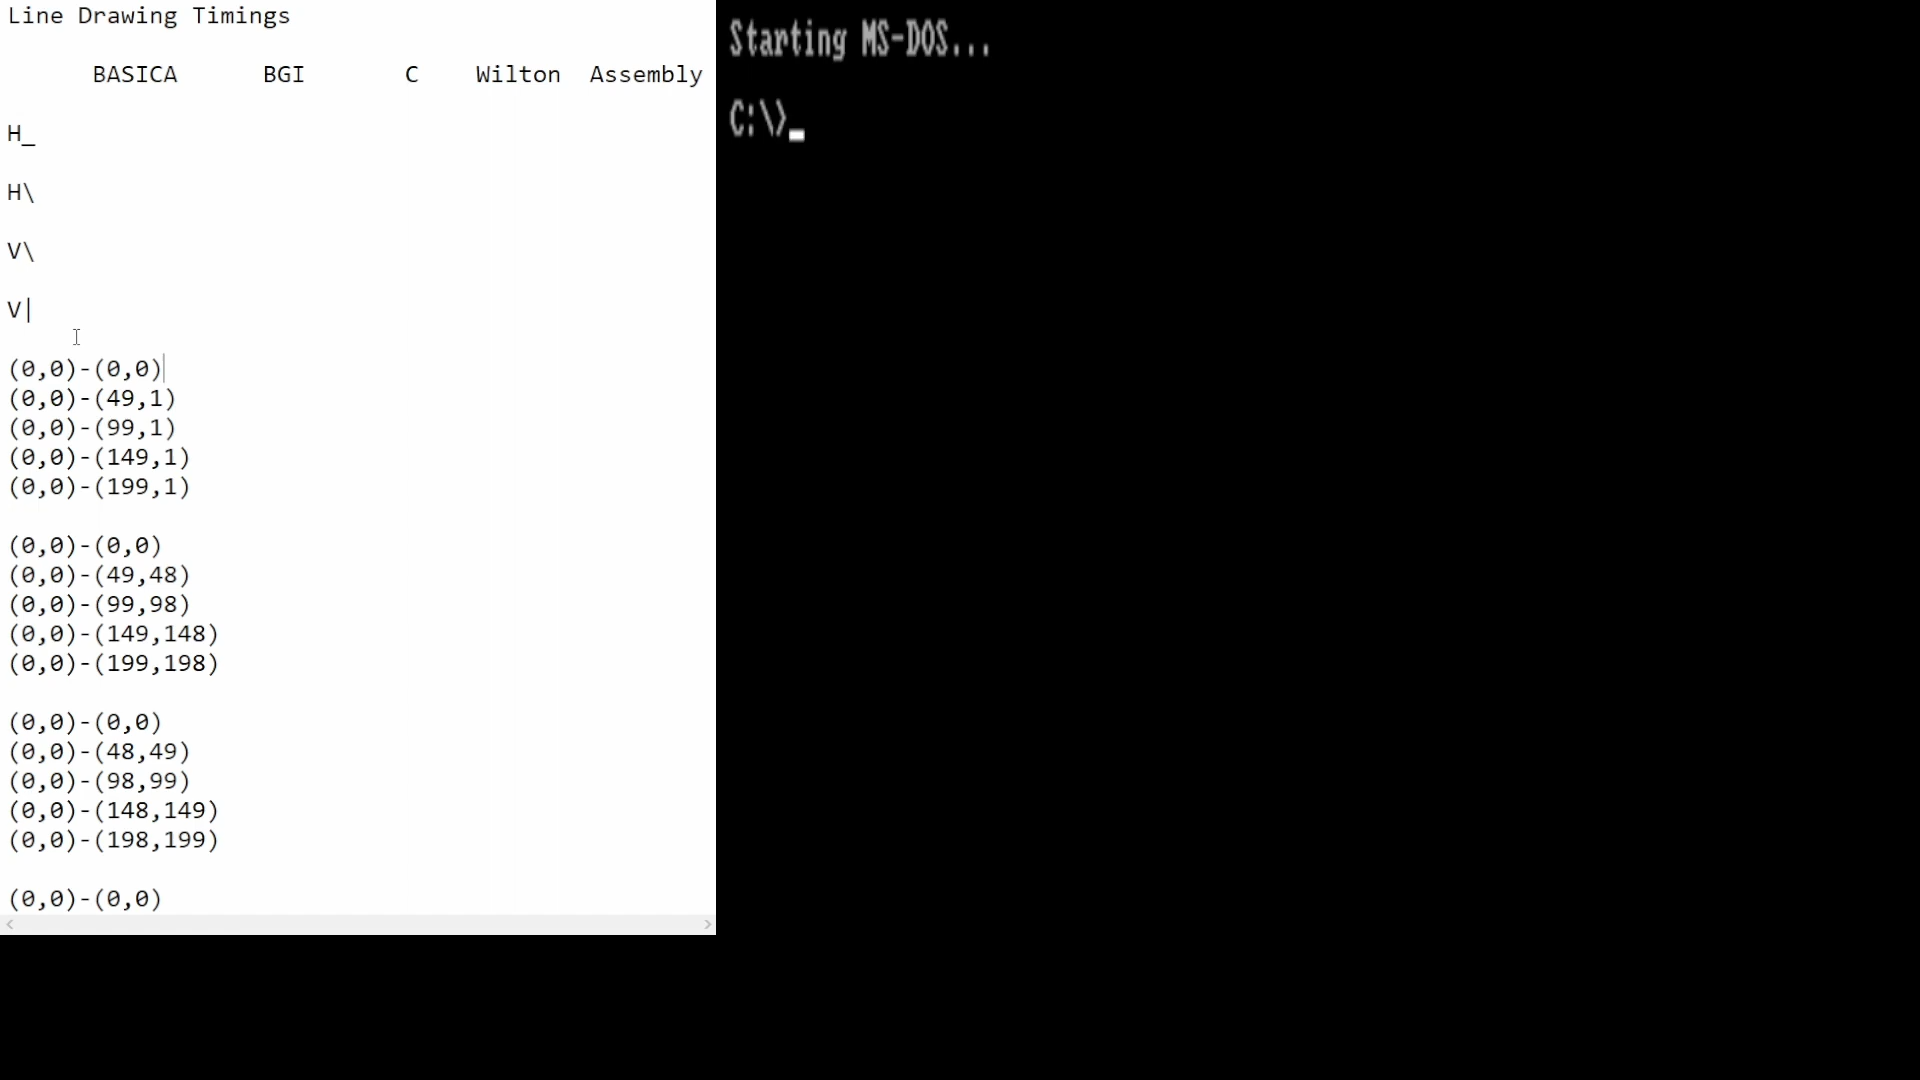 Line Drawing Timings
BASICA BGI C Wilton Assembly
H_
H\
V\
V|
(0,0)-(0,0)
(0,0)-(49,1)
(0,0)-(99,1)
(0,0)-(149,1)
(0,0)-(199,1)
(0,0)-(0,0)
(0,0)-(49,48)
(0,0)-(99,98)
(0,0)-(149,148)
(0,0)-(199,198)
(0,0)-(0,0)
(0,0)-(48,49)
(0,0)-(98,99)
(0,0)-(148,149)
(0,0)-(198,199)
(0,0)-(0,0)
Starting MS-DOS...
C:\>_